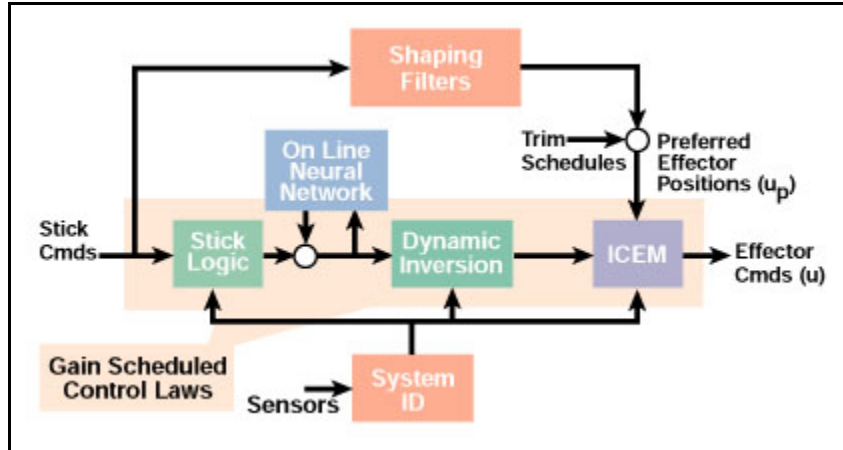 Shaping
Filters
Trim
Schedules
Preferred
Effector
Positions (up)
On Line
Neural
Network
Stick
Cmds
Stick
Logic
Dynamic
Inversion
ICEM
Effector
Cmds (u)
Gain Scheduled
Control Laws
Sensors
System
ID